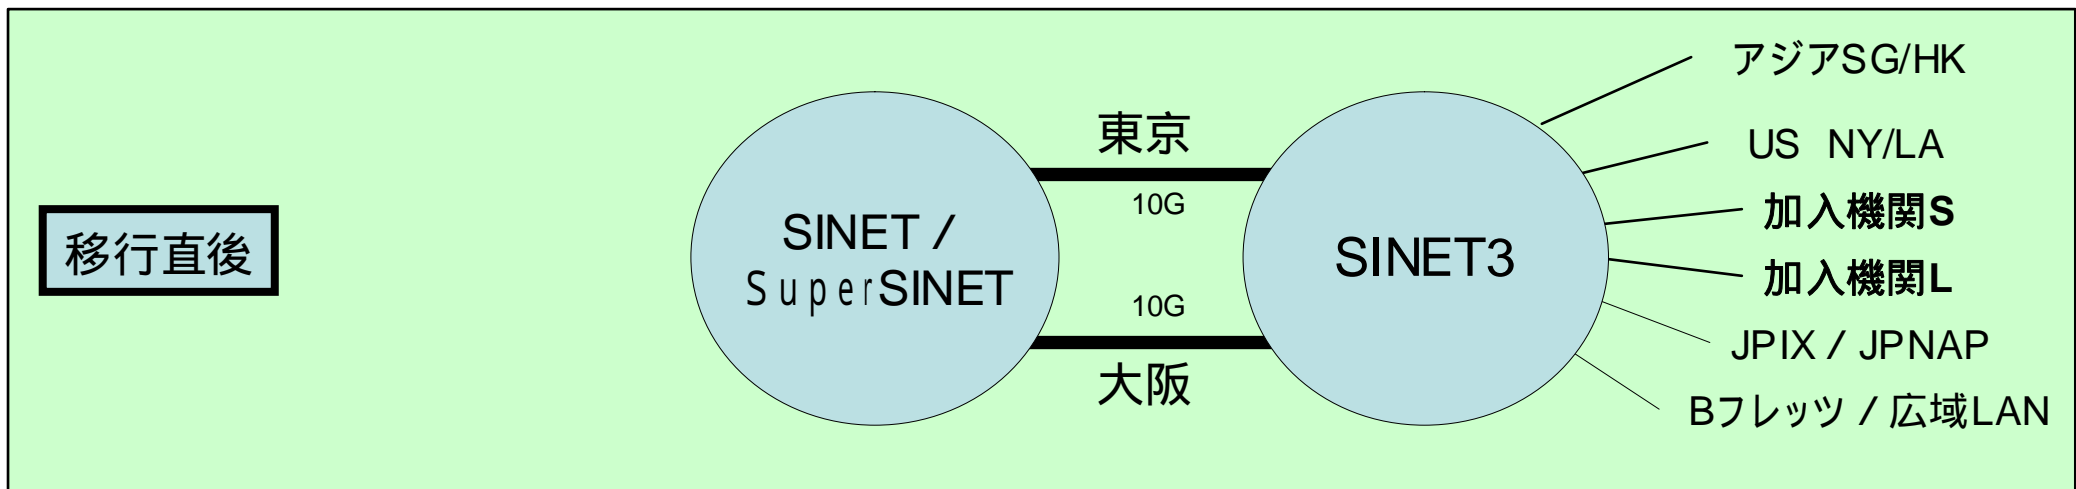 移行直後
SINET /
SuperSINET
東京
10G
10G
大阪
SINET3
アジアSG/HK
US NY/LA
加入機関S
加入機関L
JPIX / JPNAP
Bフレッツ / 広域LAN